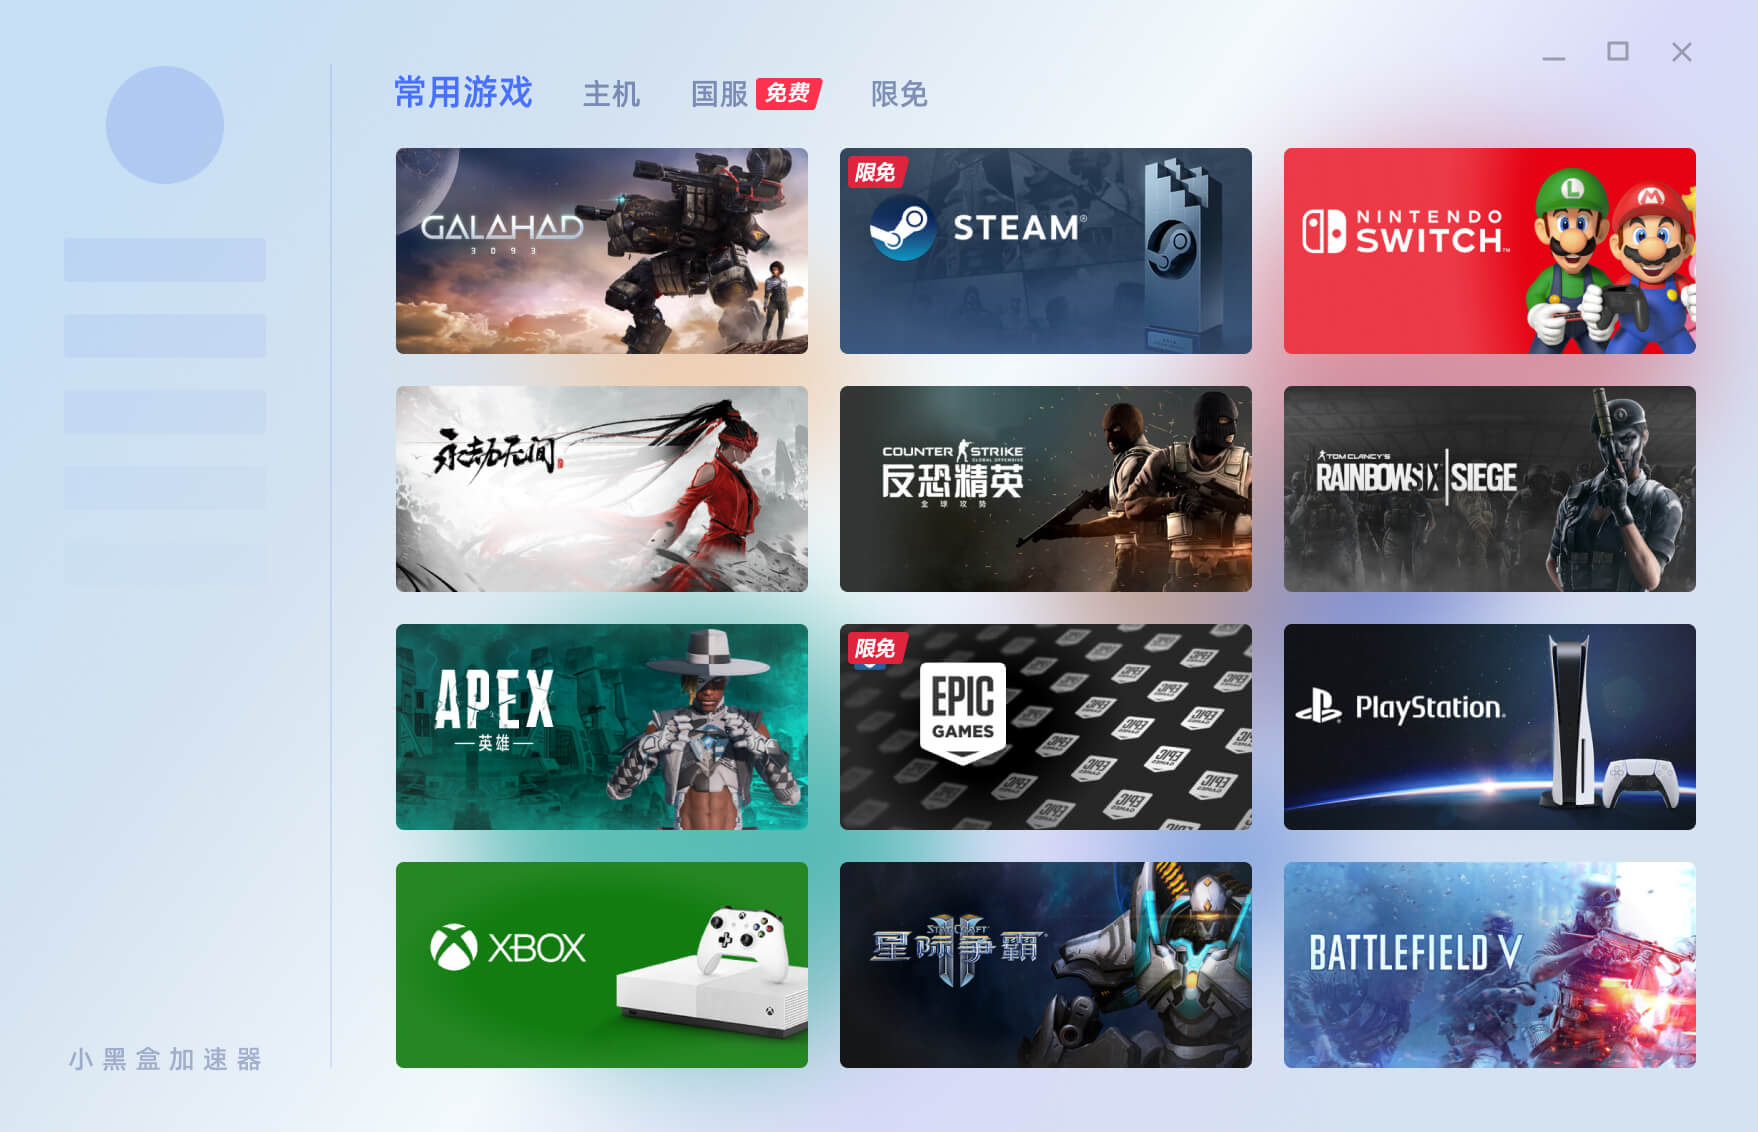 常用游戏
主机
国服
免费
限免
GALAHAD
3093
限免
STEAM®
NINTENDO
SWITCH™
永劫无间
COUNTER STRIKE
GLOBAL OFFENSIVE
反恐精英
全球攻势
TOM CLANCY'S
RAINBOWSIX SIEGE
APEX
英雄
限免
EPIC
GAMES
PlayStation®
XBOX
STARCRAFT
II
星际争霸
BATTLEFIELD V
小黑盒加速器